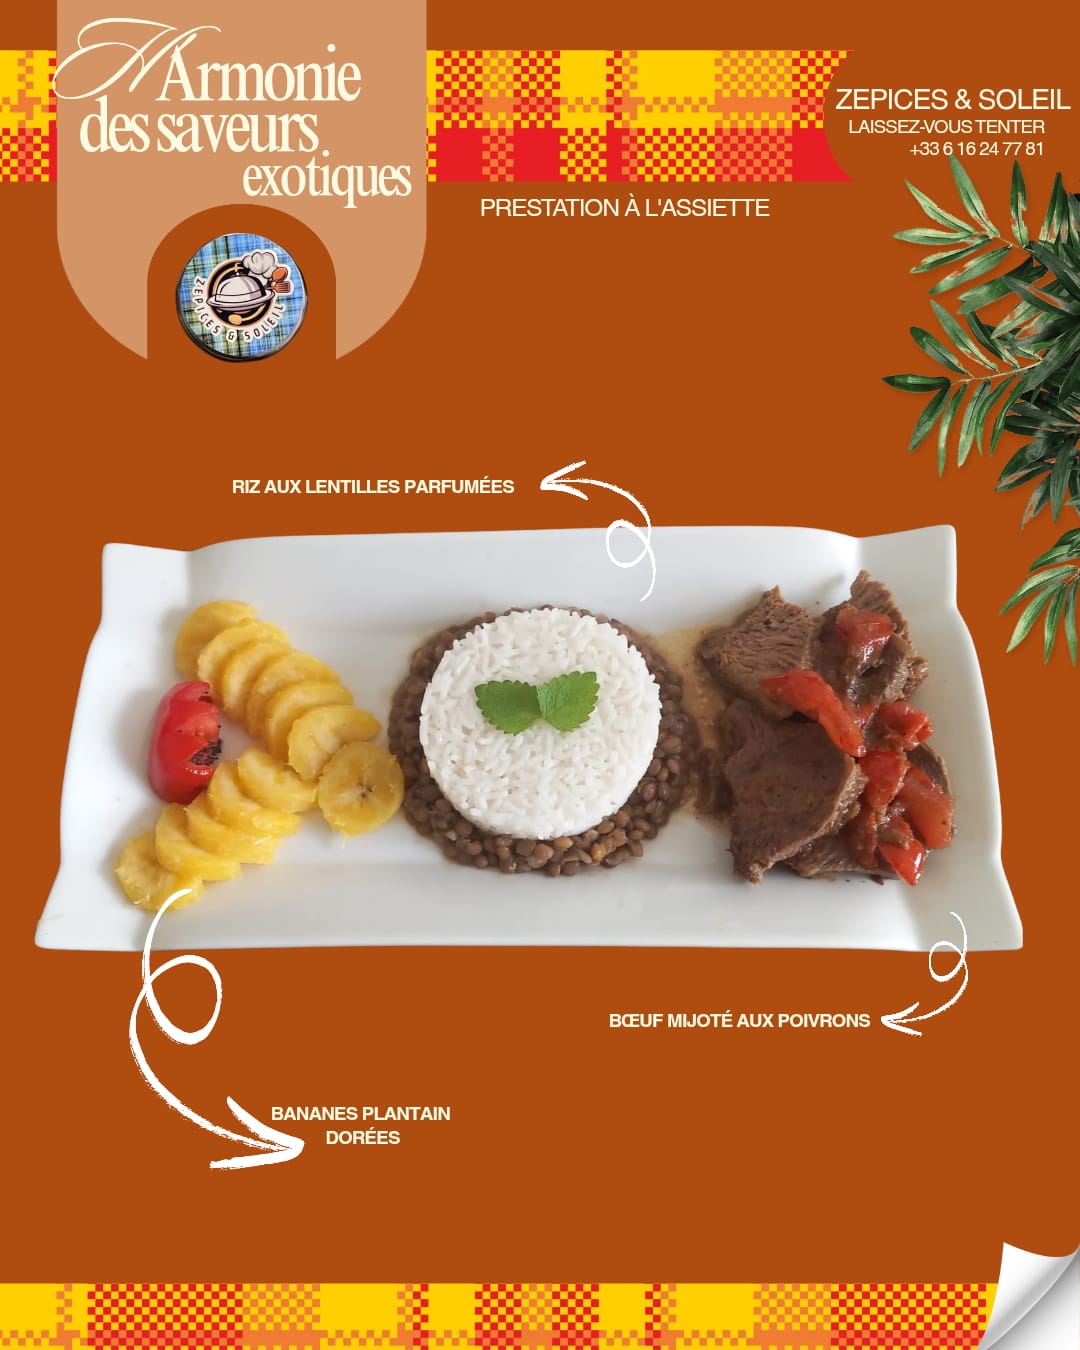 HArmonie
des saveurs
exotiques
ZEPICES & SOLEIL
LAISSEZ-VOUS TENTER
+33 6 16 24 77 81
PRESTATION À L'ASSIETTE
ZEPICES & SOLEIL
RIZ AUX LENTILLES PARFUMÉES
BŒUF MIJOTÉ AUX POIVRONS
BANANES PLANTAIN
DORÉES